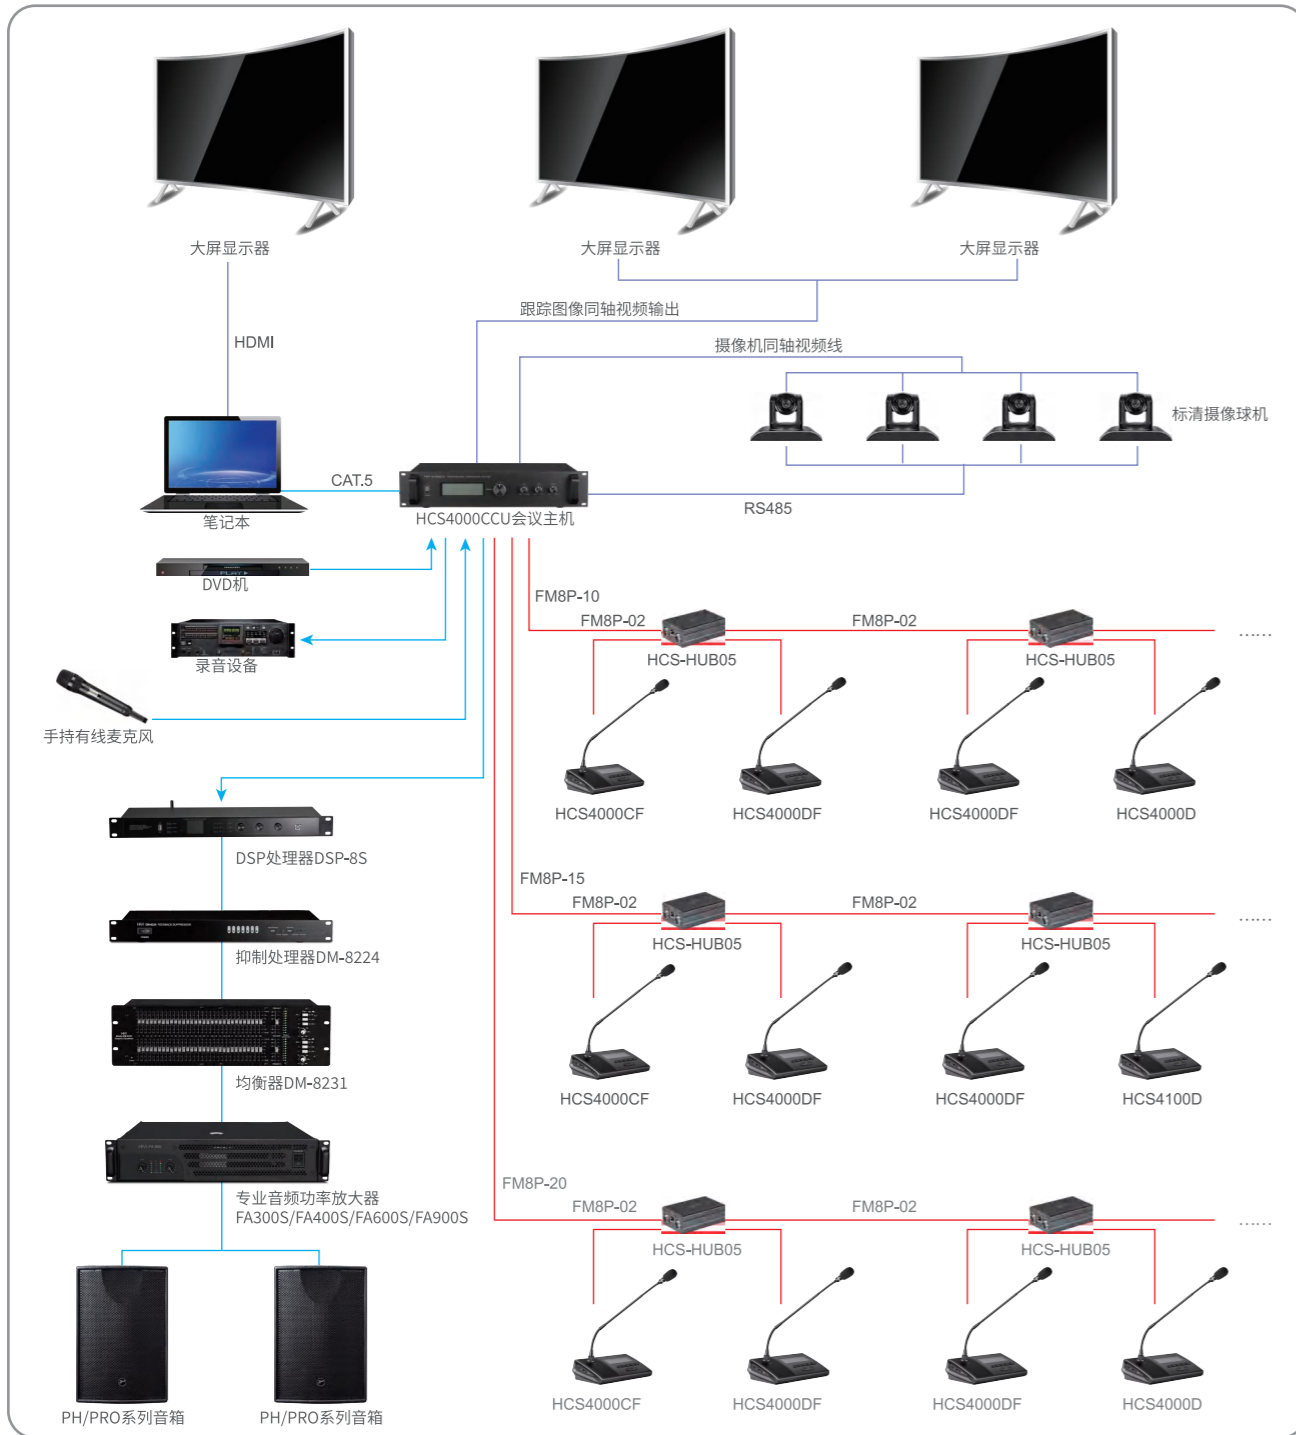 大屏显示器
大屏显示器
大屏显示器
跟踪图像同轴视频输出
HDMI
摄像机同轴视频线
标清摄像球机
CAT.5
RS485
笔记本
HCS4000CCU会议主机
DVD机
FM8P-10
FM8P-02
FM8P-02
……
HCS-HUB05
HCS-HUB05
录音设备
手持有线麦克风
HCS4000CF
HCS4000DF
HCS4000DF
HCS4000D
DSP处理器DSP-8S
FM8P-15
FM8P-02
FM8P-02
……
HCS-HUB05
HCS-HUB05
抑制处理器DM-8224
均衡器DM-8231
HCS4000CF
HCS4000DF
HCS4000DF
HCS4100D
FM8P-20
FM8P-02
FM8P-02
……
专业音频功率放大器
FA300S/FA400S/FA600S/FA900S
HCS-HUB05
HCS-HUB05
HCS4000CF
HCS4000DF
HCS4000DF
HCS4000D
PH/PRO系列音箱
PH/PRO系列音箱